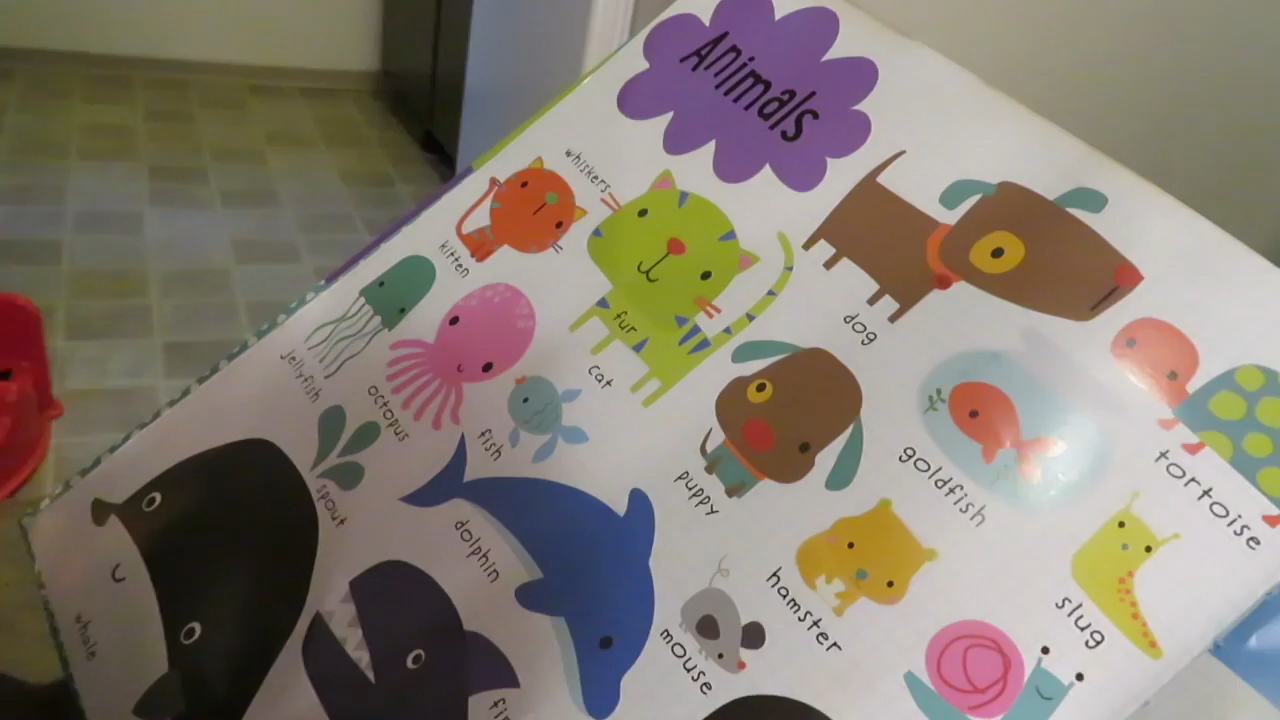 Animals
whiskers
kitten
fur
cat
dog
jellyfish
octopus
fish
puppy
goldfish
tortoise
spout
dolphin
hamster
slug
mouse
whale